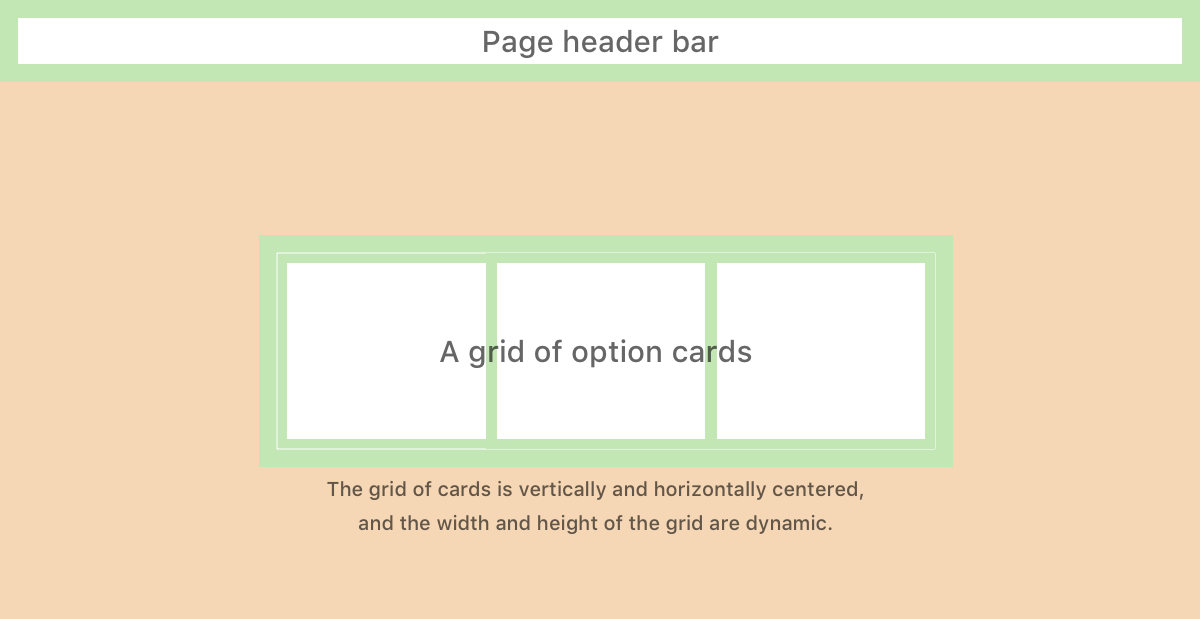 Page header bar
A grid of option cards
The grid of cards is vertically and horizontally centered,
and the width and height of the grid are dynamic.